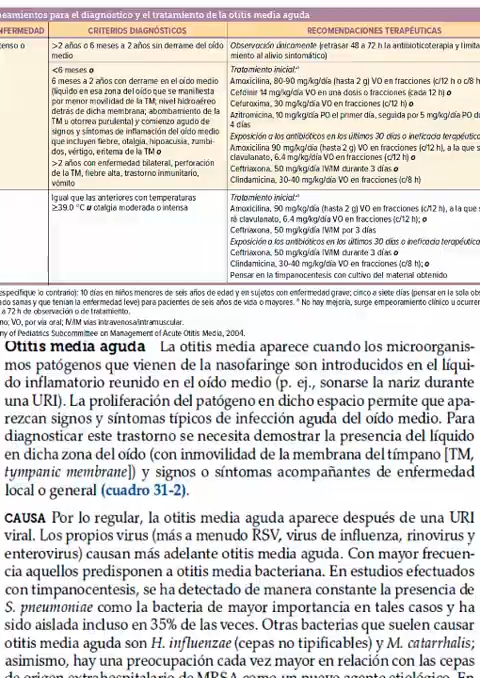 eamientos para el diagnóstico y el tratamiento de la otitis media aguda
NFERMEDAD CRITERIOS DIAGNÓSTICOS RECOMENDACIONES TERAPÉUTICAS
censo o >2 años o 6 meses a 2 años sin derrame del oído medio
Observación únicamente (retrasar 48 a 72 h la antibioticoterapia y limita
miento al alivio sintomático)
<6 meses o
6 meses a 2 años con derrame en el oído medio
(líquido en esa zona del oído que se manifiesta
por menor movilidad de la TM; nivel hidroaéreo
detrás de dicha membrana; abombamiento de la
TM u otorrea purulenta) y comienzo agudo de
signos y síntomas de inflamación del oído medio
que incluyen fiebre, otalgia, hipoacusia, zumbi-
dos, vértigo, eritema de la TM o
>2 años con enfermedad bilateral, perforación
de la TM, fiebre alta, trastorno inmunitario,
vómito
Tratamiento inicial:
Amoxicilina, 80-90 mg/kg/día (hasta 2 g) VO en fracciones (c/12 h o c/8 h
Cefdinir 14 mg/kg/día VO en una dosis o fracciones (cada 12 h) o
Cefuroxima, 30 mg/kg/día VO en fracciones (c/12 h) o
Azitromicina, 10 mg/kg/día PO el primer día, seguida por 5 mg/kg/día PO du
4 días
Exposición a los antibióticos en los últimos 30 días o ineficacia terapéutica
Amoxicilina 90 mg/kg/día (hasta 2 g) VO en fracciones (c/12 h), a la que s
clavulanato, 6.4 mg/kg/día VO en fracciones (c/12 h) o
Ceftriaxona, 50 mg/kg/día IV/IM durante 3 días o
Clindamicina, 30-40 mg/kg/día VO en fracciones (c/8 h)
Igual que las anteriores con temperaturas
≥39.0 °C u otalgia moderada o intensa
Tratamiento inicial:
Amoxicilina, 90 mg/kg/día (hasta 2 g) VO en fracciones (c/12 h), a la que s
rá clavulanato, 6.4 mg/kg/día VO en fracciones (c/12 h); o
Ceftriaxona, 50 mg/kg/día IV/IM por 3 días
Exposición a los antibióticos en los últimos 30 días o ineficacia terapéutica
Ceftriaxona, 50 mg/kg/día IV/IM durante 3 días o
Clindamicina, 30-40 mg/kg/día VO en fracciones (c/8 h); o
Pensar en la timpanocentesis con cultivo del material obtenido
especifique lo contrario): 10 días en niños menores de seis años de edad y en sujetos con enfermedad grave; cinco a siete días (pensar en la sola obs
ndo sanas y que tenían la enfermedad leve) para pacientes de seis años de vida o mayores. No hay mejoría, surge empeoramiento clínico u ocurren
a 72 h de observación o de tratamiento.
no; VO, por vía oral; IV/IM vías intravenosa/intramuscular.
my of Pediatrics Subcommittee on Management of Acute Otitis Media, 2004.
Otitis media aguda La otitis media aparece cuando los microorganis-
mos patógenos que vienen de la nasofaringe son introducidos en el líqui-
do inflamatorio reunido en el oído medio (p. ej., sonarse la nariz durante
una URI). La proliferación del patógeno en dicho espacio permite que apa-
rezcan signos y síntomas típicos de infección aguda del oído medio. Para
diagnosticar este trastorno se necesita demostrar la presencia del líquido
en dicha zona del oído (con inmovilidad de la membrana del tímpano [TM,
tympanic membrane]) y signos o síntomas acompañantes de enfermedad
local o general (cuadro 31-2).
CAUSA Por lo regular, la otitis media aguda aparece después de una URI
viral. Los propios virus (más a menudo RSV, virus de influenza, rinovirus y
enterovirus) causan más adelante otitis media aguda. Con mayor frecuen-
cia aquellos predisponen a otitis media bacteriana. En estudios efectuados
con timpanocentesis, se ha detectado de manera constante la presencia de
S. pneumoniae como la bacteria de mayor importancia en tales casos y ha
sido aislada incluso en 35% de las veces. Otras bacterias que suelen causar
otitis media aguda son H. influenzae (cepas no tipificables) y M. catarrhalis;
asimismo, hay una preocupación cada vez mayor en relación con las cepas
de origen extrahospitalario de MRSA como un nuevo agente etiológico. En